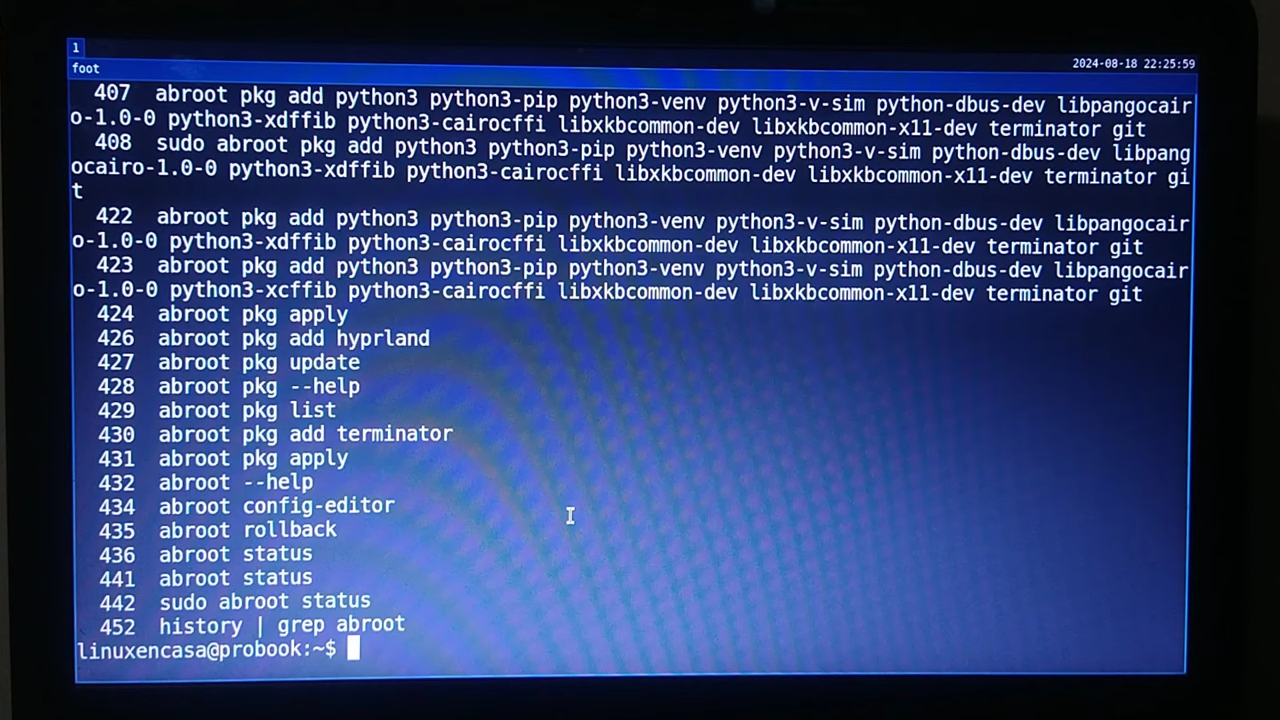 1
foot
2024-08-18 22:25:59
407 abroot pkg add python3 python3-pip python3-venv python3-v-sim python-dbus-dev libpangocair
o-1.0-0 python3-xdffib python3-cairocffi libxkbcommon-dev libxkbcommon-x11-dev terminator git
408 sudo abroot pkg add python3 python3-pip python3-venv python3-v-sim python-dbus-dev libpang
ocairo-1.0-0 python3-xdffib python3-cairocffi libxkbcommon-dev libxkbcommon-x11-dev terminator gi
t
422 abroot pkg add python3 python3-pip python3-venv python3-v-sim python-dbus-dev libpangocair
o-1.0-0 python3-xdffib python3-cairocffi libxkbcommon-dev libxkbcommon-x11-dev terminator git
423 abroot pkg add python3 python3-pip python3-venv python3-v-sim python-dbus-dev libpangocair
o-1.0-0 python3-xcffib python3-cairocffi libxkbcommon-dev libxkbcommon-x11-dev terminator git
424 abroot pkg apply
426 abroot pkg add hyprland
427 abroot pkg update
428 abroot pkg --help
429 abroot pkg list
430 abroot pkg add terminator
431 abroot pkg apply
432 abroot --help
434 abroot config-editor
435 abroot rollback
436 abroot status
441 abroot status
442 sudo abroot status
452 history | grep abroot
linuxencasa@probook:~$